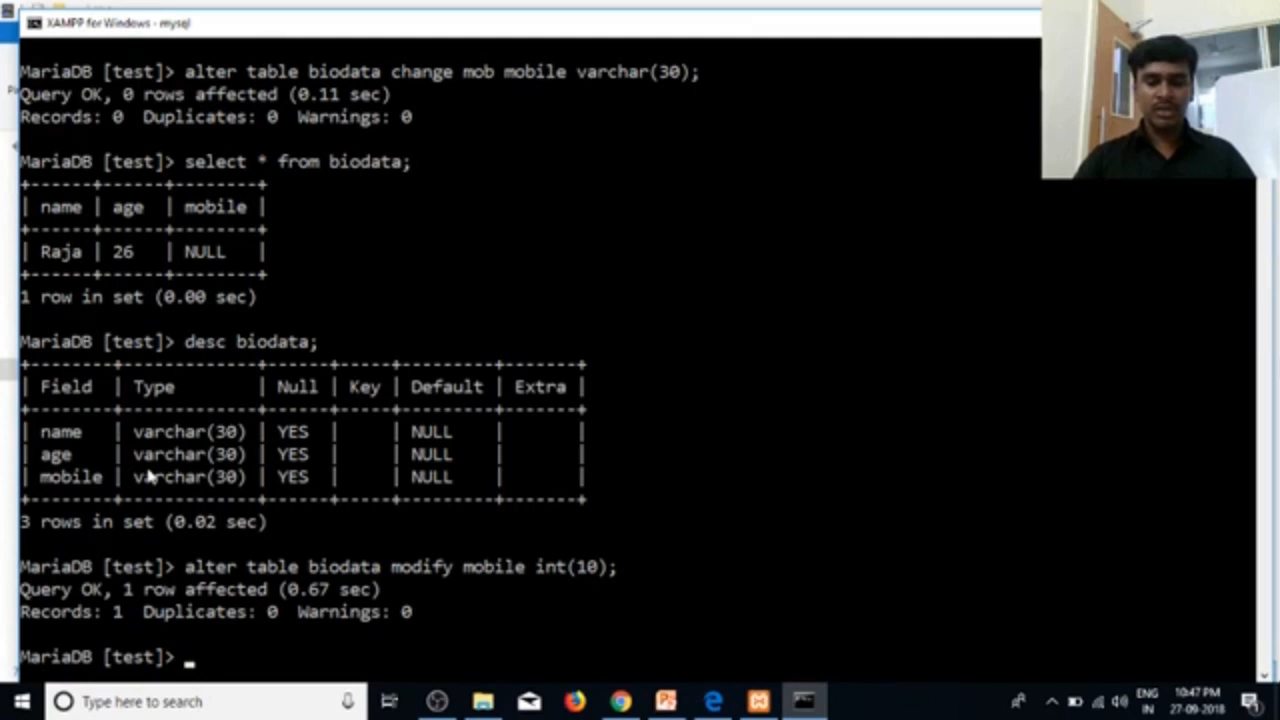 XAMPP for Windows - mysql
MariaDB [test]> alter table biodata change mob mobile varchar(30);
Query OK, 0 rows affected (0.11 sec)
Records: 0  Duplicates: 0  Warnings: 0
MariaDB [test]> select * from biodata;
+------+------+--------+
| name | age  | mobile |
+------+------+--------+
| Raja | 26   | NULL   |
+------+------+--------+
1 row in set (0.00 sec)
MariaDB [test]> desc biodata;
+--------+-------------+------+-----+---------+-------+
| Field  | Type        | Null | Key | Default | Extra |
+--------+-------------+------+-----+---------+-------+
| name   | varchar(30) | YES  |     | NULL    |       |
| age    | varchar(30) | YES  |     | NULL    |       |
| mobile | varchar(30) | YES  |     | NULL    |       |
+--------+-------------+------+-----+---------+-------+
3 rows in set (0.02 sec)
MariaDB [test]> alter table biodata modify mobile int(10);
Query OK, 1 row affected (0.67 sec)
Records: 1  Duplicates: 0  Warnings: 0
MariaDB [test]>
Type here to search
ENG
IN
10:47 PM
27-09-2018